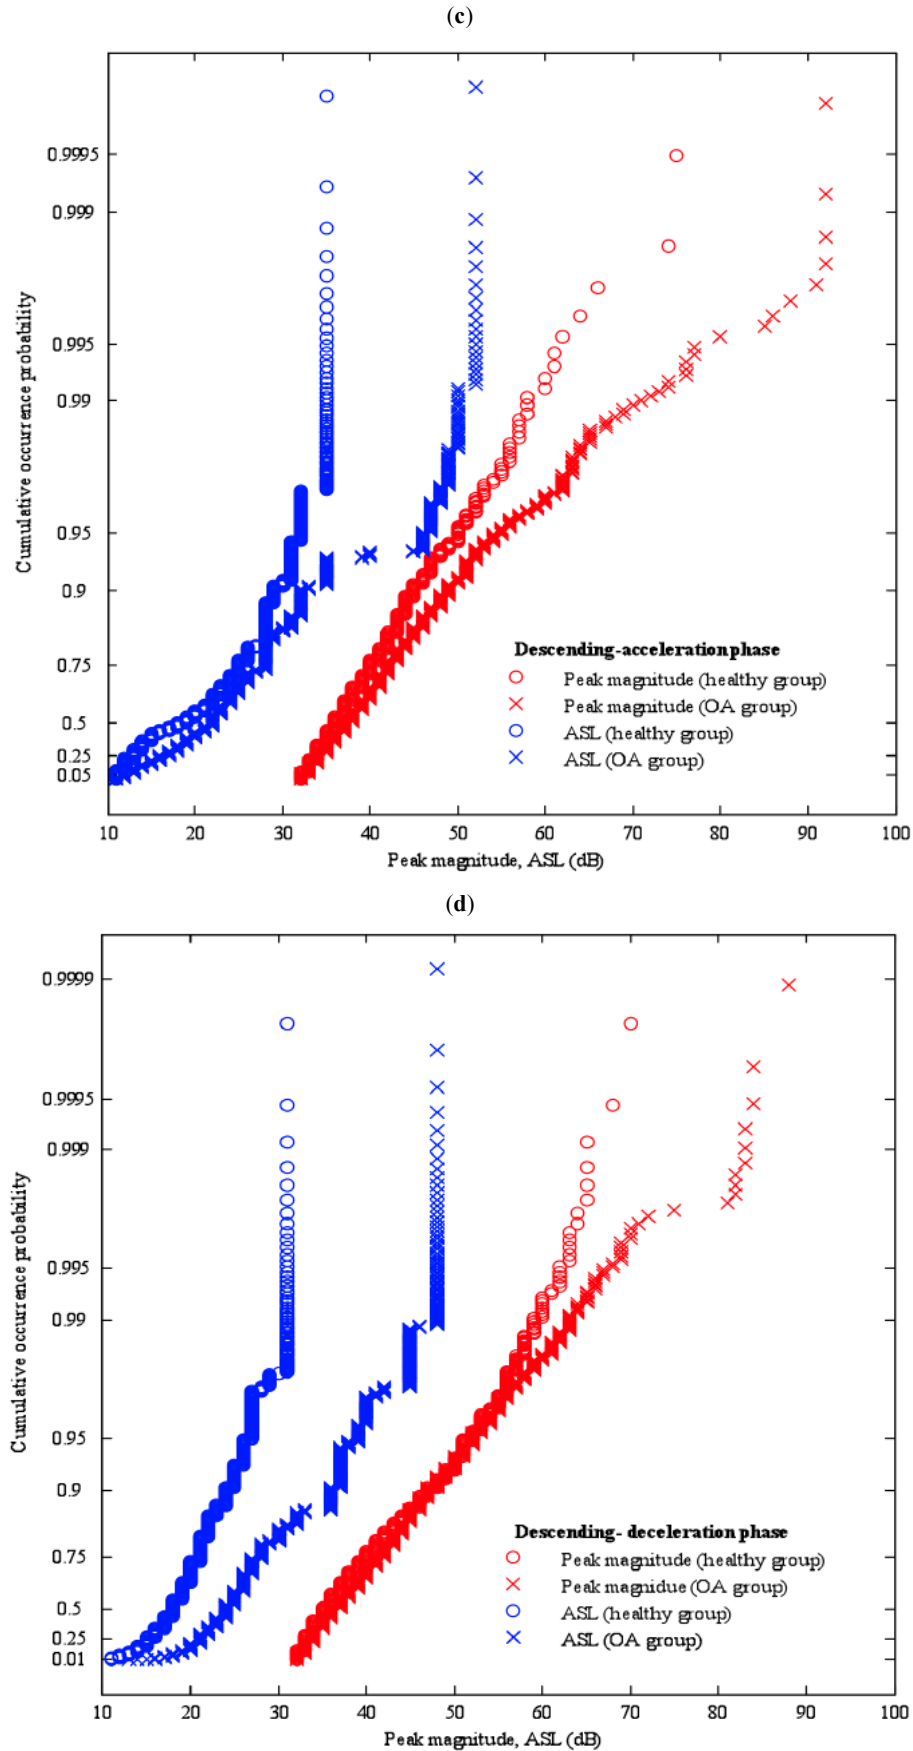 (c)
0.9995
0.999
0.995
0.99
0.95
0.9
0.75
0.5
0.25
0.05
Cumulative occurrence probability
Descending-acceleration phase
Peak magnitude (healthy group)
Peak magnitude (OA group)
ASL (healthy group)
ASL (OA group)
10 20 30 40 50 60 70 80 90 100
Peak magnitude, ASL (dB)
(d)
0.9999
0.9995
0.999
0.995
0.99
0.95
0.9
0.75
0.5
0.25
0.01
Cumulative occurrence probability
Descending- deceleration phase
Peak magnitude (healthy group)
Peak magnidue (OA group)
ASL (healthy group)
ASL (OA group)
10 20 30 40 50 60 70 80 90 100
Peak magnitude, ASL (dB)